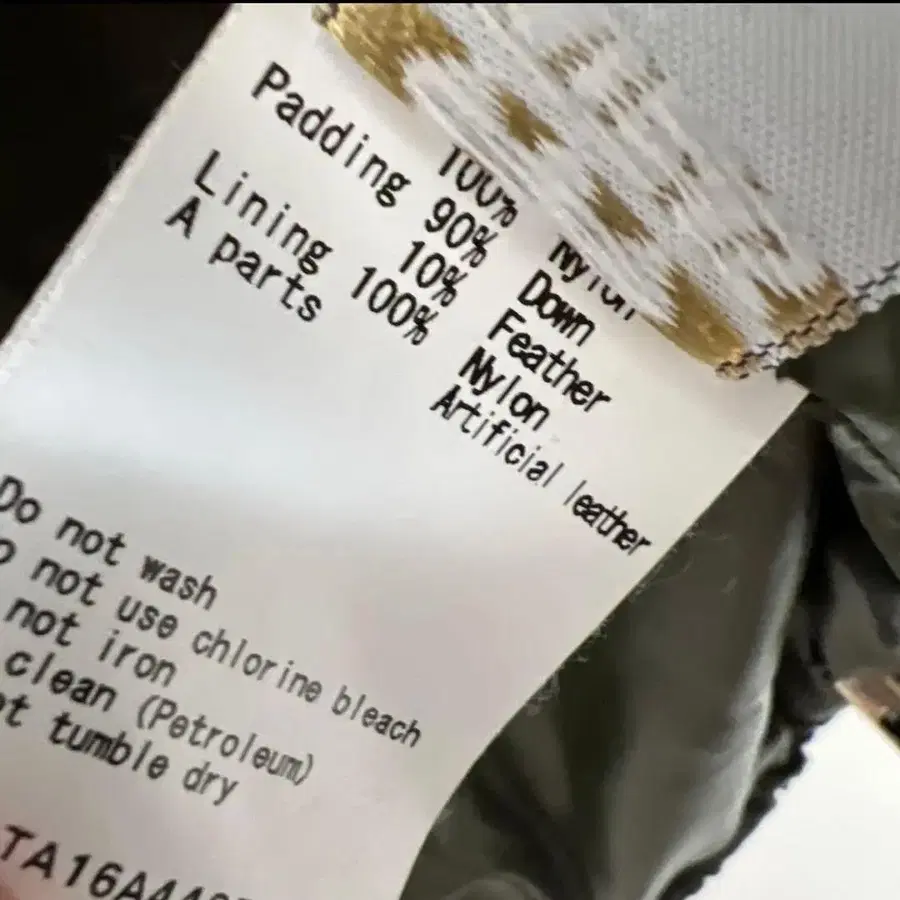 100% Nylon
Padding 90% Down
10% Feather
Lining 100% Nylon
A parts Artificial leather
Do not wash
not use chlorine bleach
not iron
clean (Petroleum)
tumble dry